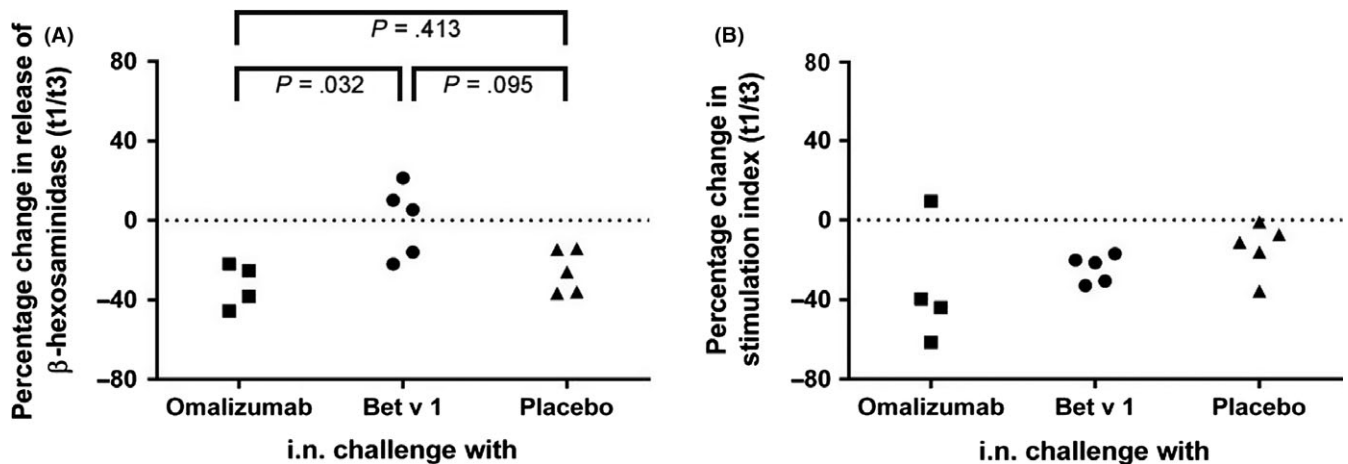 (A)
Percentage change in release of
β-hexosaminidase (t1/t3)
P = .413
P = .032
P = .095
80
40
0
–40
–80
Omalizumab
Bet v 1
Placebo
i.n. challenge with
(B)
Percentage change in
stimulation index (t1/t3)
80
40
0
–40
–80
Omalizumab
Bet v 1
Placebo
i.n. challenge with